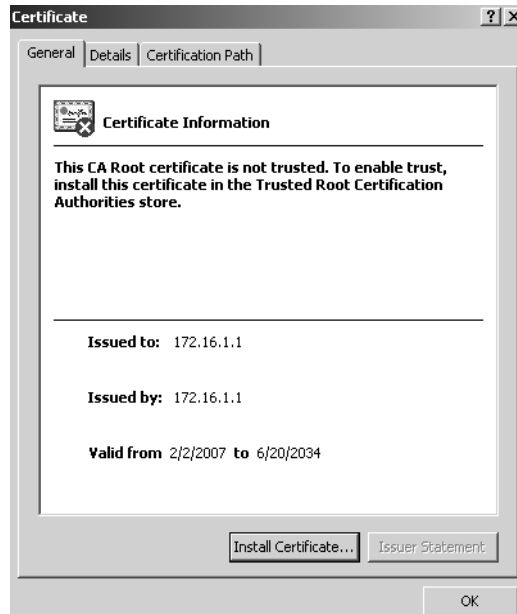 Certificate
General Details Certification Path
Certificate Information
This CA Root certificate is not trusted. To enable trust,
install this certificate in the Trusted Root Certification
Authorities store.
Issued to: 172.16.1.1
Issued by: 172.16.1.1
Valid from 2/2/2007 to 6/20/2034
Install Certificate... Issuer Statement
OK